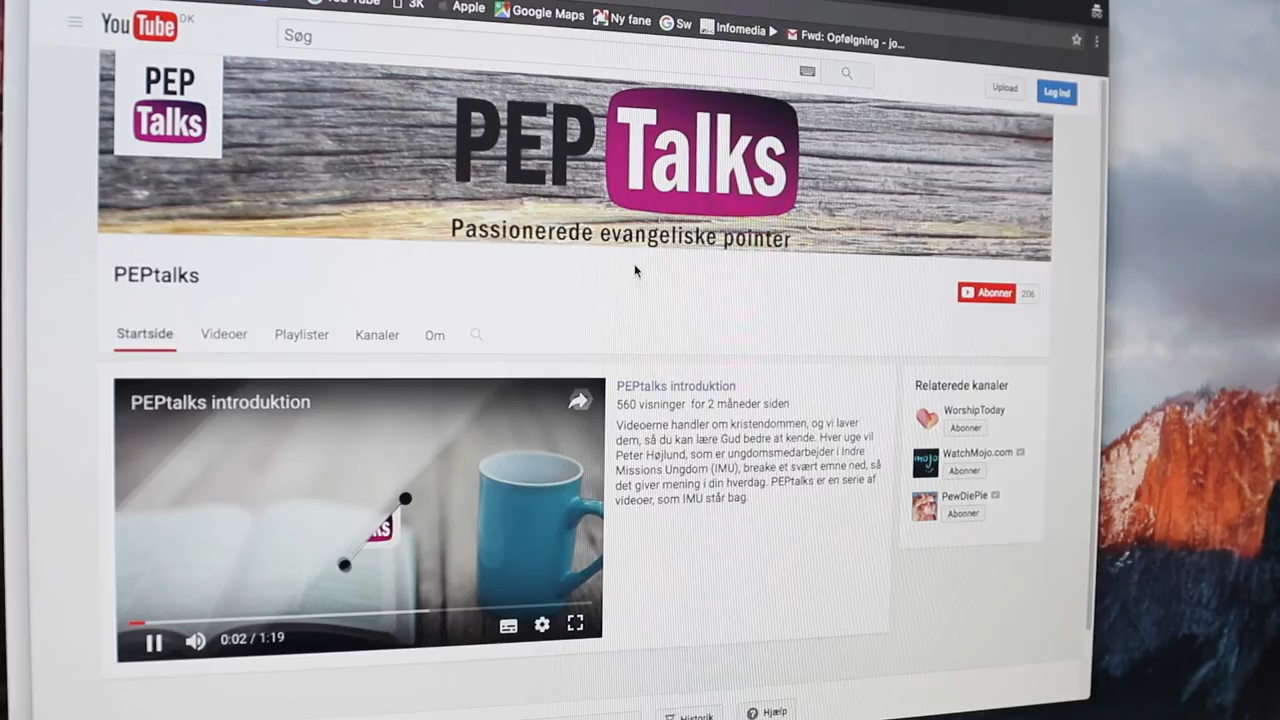 You Tube
3K
Apple
Google Maps
Ny fane
Sw
Infomedia
Fwd: Opfølgning - jo...
YouTube DK
Søg
Upload
Log ind
PEP
Talks
PEP Talks
Passionerede evangeliske pointer
PEPtalks
Abonner
206
Startside
Videoer
Playlister
Kanaler
Om
PEPtalks introduktion
0:02 / 1:19
PEPtalks introduktion
560 visninger for 2 måneder siden
Videoerne handler om kristendommen, og vi laver
dem, så du kan lære Gud bedre at kende. Hver uge vil
Peter Højlund, som er ungdomsmedarbejder i Indre
Missions Ungdom (IMU), breake et svært emne ned, så
det giver mening i din hverdag. PEPtalks er en serie af
videoer, som IMU står bag.
Relaterede kanaler
WorshipToday
Abonner
mojo
WatchMojo.com
Abonner
PewDiePie
Abonner
Historik
Hjælp